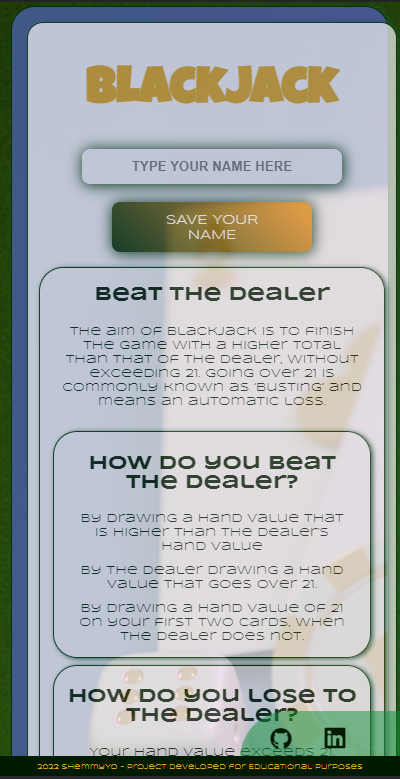 BLACKJACK
TYPE YOUR NAME HERE
SAVE YOUR
NAME
Beat The Dealer
The aim of Blackjack is to finish
the game with a higher total
than that of the dealer, without
exceeding 21. Going over 21 is
commonly known as 'busting' and
means an automatic loss.
How do you beat
the dealer?
By drawing a hand value that
is higher than the dealer's
hand value
By the dealer drawing a hand
value that goes over 21.
By drawing a hand value of 21
on your first two cards, when
the dealer does not.
How do you lose to
the dealer?
Your hand value exceeds 21.
in
2022 Shemmyyo - Project Developed for Educational Purposes